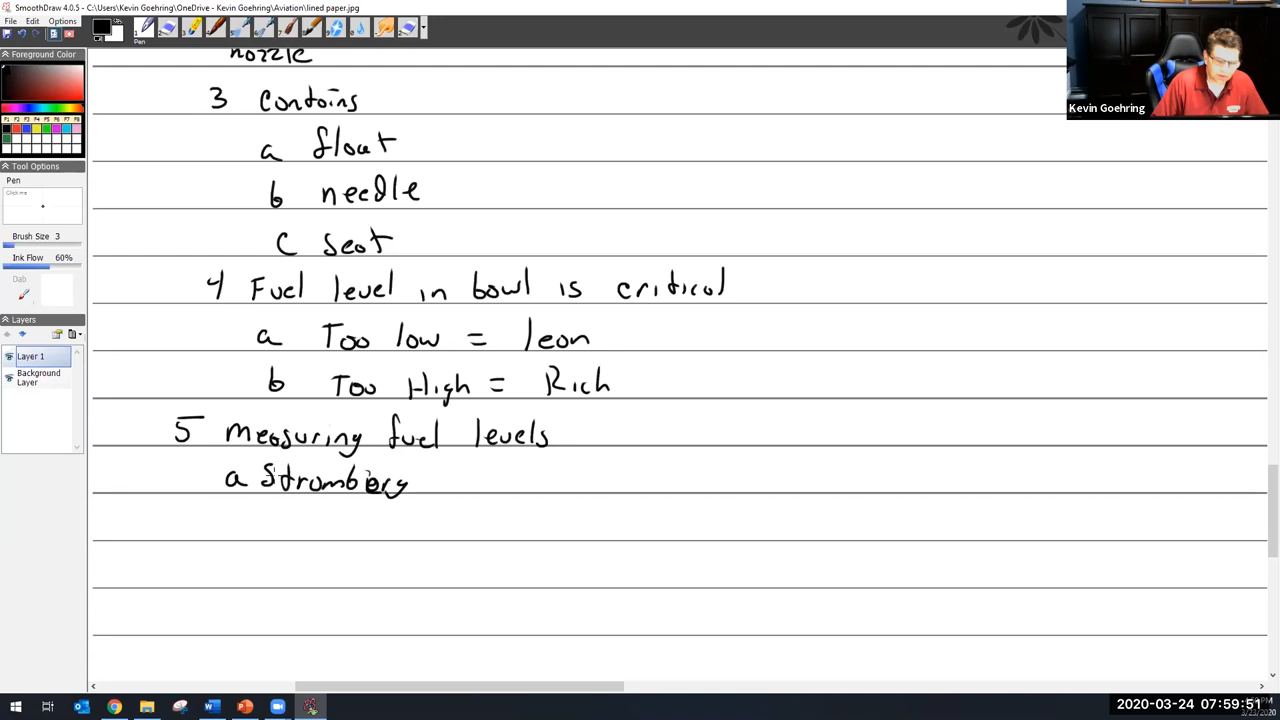 SmoothDraw 4.0.5 - C:\Users\Kevin Goehring\OneDrive\Aviation\lined paper.jpg
File Edit Options
Pen
Foreground Color
Tool Options
Pen
Click me
Brush Size 3
Ink Flow 60%
Dab
Layers
Layer 1
Background Layer
nozzle
3 Contains
a float
b needle
c seat
4 Fuel level in bowl is critical
a Too low = lean
b Too High = Rich
5 Measuring fuel levels
a Stromberg
Kevin Goehring
2020-03-24 07:59:51